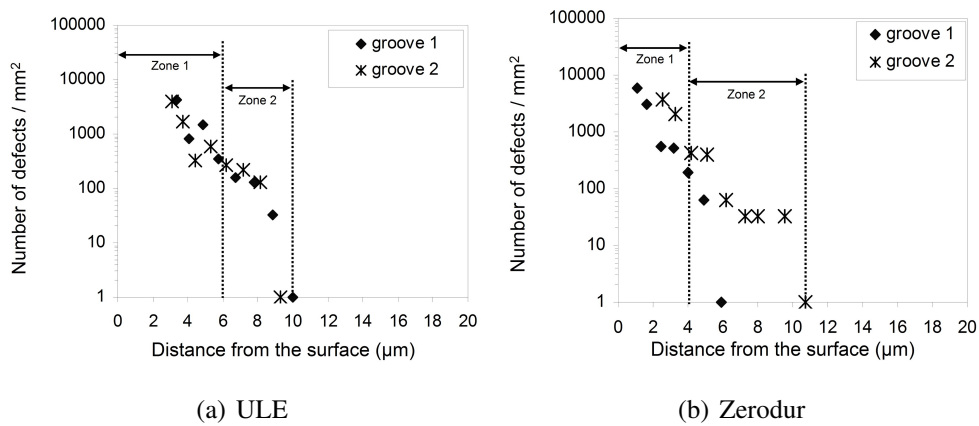 100000
10000
1000
100
10
1
Number of defects / mm²
Zone 1
Zone 2
groove 1
groove 2
0 2 4 6 8 10 12 14 16 18 20
Distance from the surface (µm)
(a) ULE
100000
10000
1000
100
10
1
Number of defects / mm²
Zone 1
Zone 2
groove 1
groove 2
0 2 4 6 8 10 12 14 16 18 20
Distance from the surface (µm)
(b) Zerodur